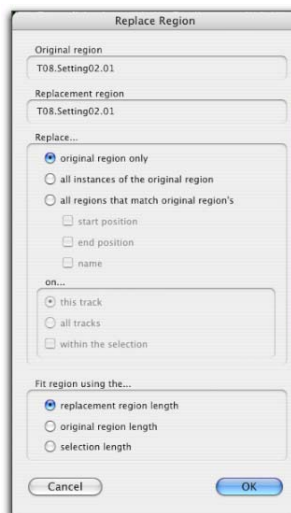 Replace Region
Original region
T08.Setting02.01
Replacement region
T08.Setting02.01
Replace...
original region only
all instances of the original region
all regions that match original region's
start position
end position
name
on...
this track
all tracks
within the selection
Fit region using the...
replacement region length
original region length
selection length
Cancel OK